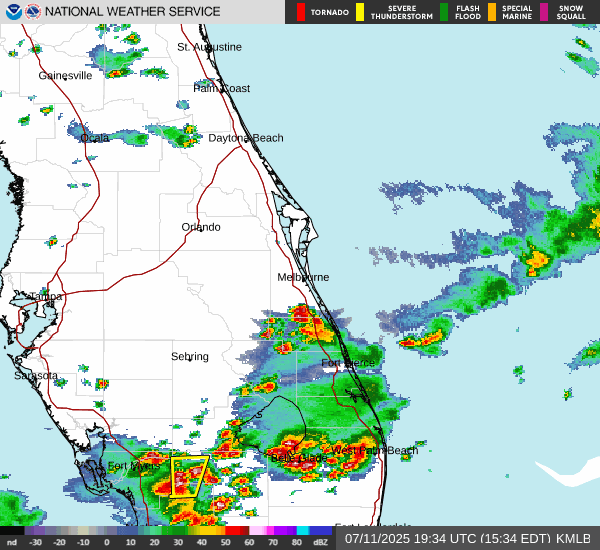 NATIONAL WEATHER SERVICE
TORNADO
SEVERE THUNDERSTORM
FLASH FLOOD
SPECIAL MARINE
SNOW SQUALL
St. Augustine
Gainesville
Palm Coast
Ocala
Daytona Beach
Orlando
Melbourne
Tampa
Sebring
Fort Pierce
Sarasota
West Palm Beach
Belle Glade
Fort Myers
Fort Lauderdale
nd -30 -20 -10 0 10 20 30 40 50 60 70 80 dBZ
07/11/2025 19:34 UTC (15:34 EDT) KMLB